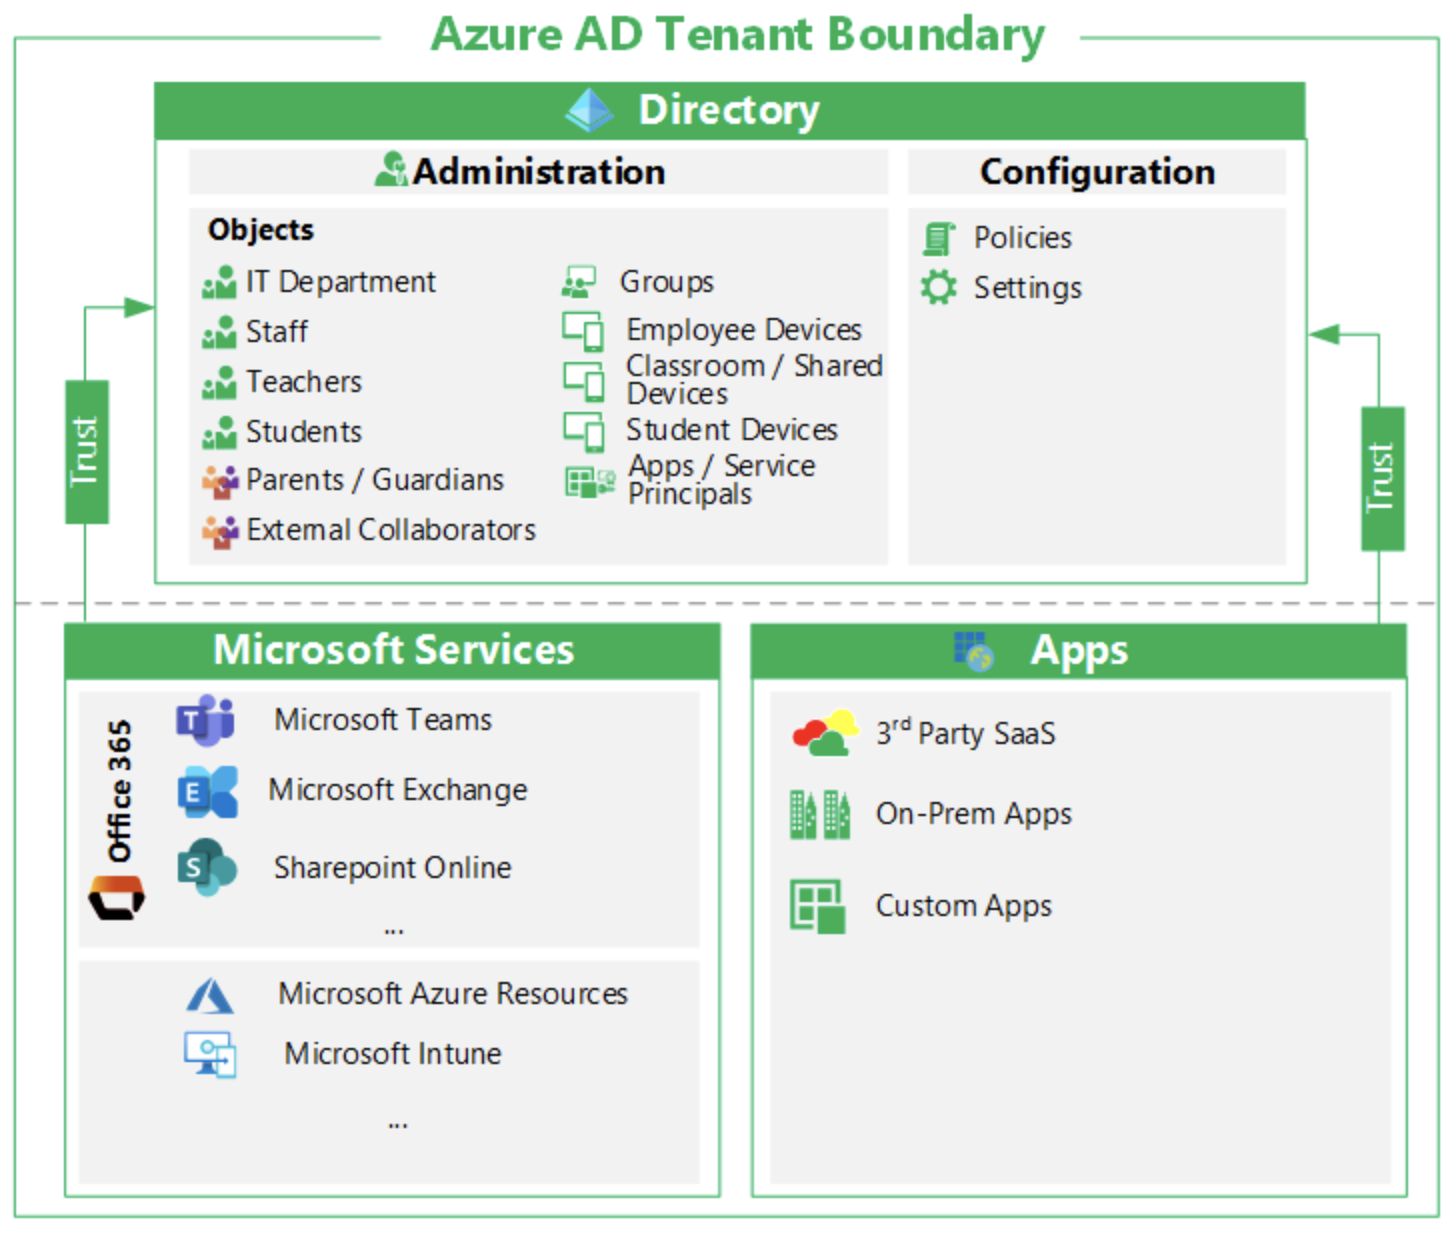 Azure AD Tenant Boundary
Directory
Administration
Configuration
Objects
IT Department
Staff
Teachers
Students
Parents / Guardians
External Collaborators
Groups
Employee Devices
Classroom / Shared
Devices
Student Devices
Apps / Service
Principals
Policies
Settings
Trust
Trust
Microsoft Services
Office 365
T
Microsoft Teams
E
Microsoft Exchange
S
Sharepoint Online
...
Microsoft Azure Resources
Microsoft Intune
...
Apps
3rd Party SaaS
On-Prem Apps
Custom Apps